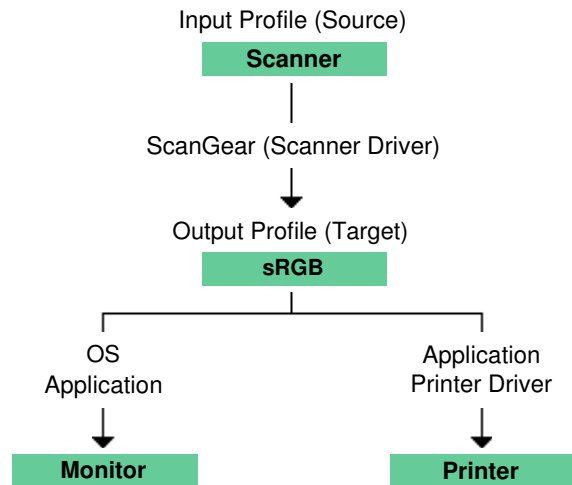 Input Profile (Source)
Scanner
ScanGear (Scanner Driver)
Output Profile (Target)
sRGB
OS
Application
Application
Printer Driver
Monitor
Printer